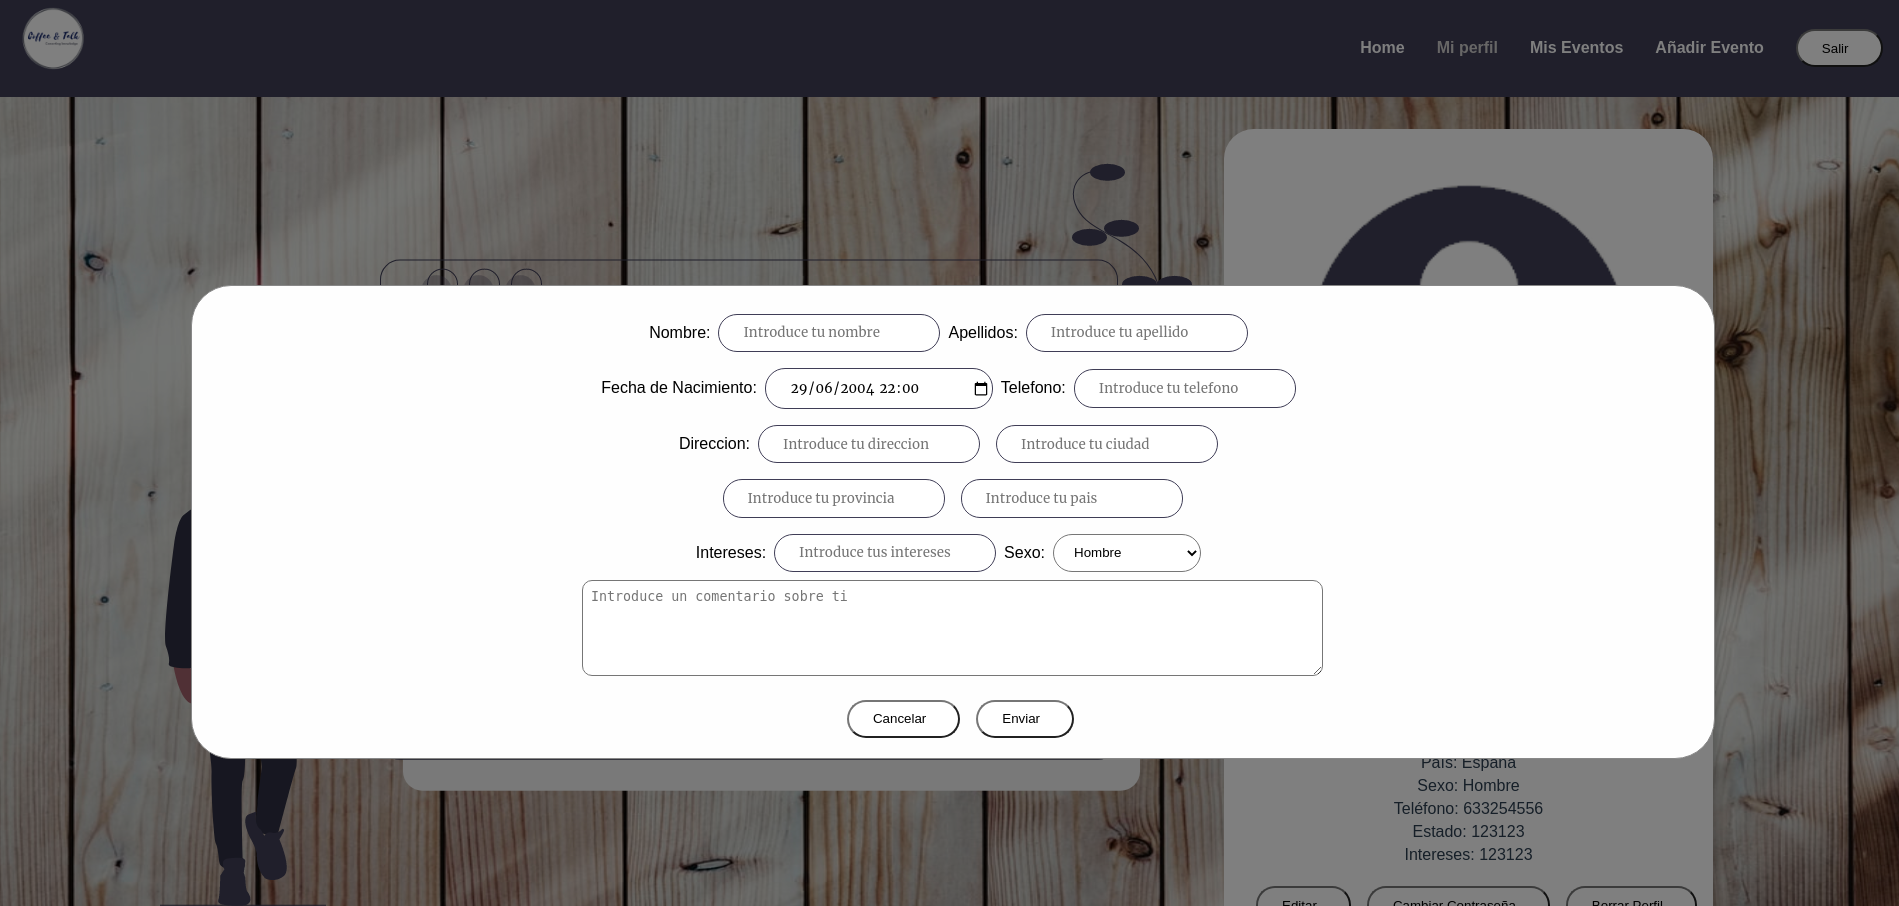 Coffee & Talk
Home Mi perfil Mis Eventos Añadir Evento Salir
Nombre: Introduce tu nombre Apellidos: Introduce tu apellido
Fecha de Nacimiento: 29/06/2004 22:00 Telefono: Introduce tu telefono
Direccion: Introduce tu direccion Introduce tu ciudad
Introduce tu provincia Introduce tu pais
Intereses: Introduce tus intereses Sexo: Hombre
Introduce un comentario sobre ti
Cancelar Enviar
País: España
Sexo: Hombre
Teléfono: 633254556
Estado: 123123
Intereses: 123123
Editar Cambiar Contraseña Borrar Perfil